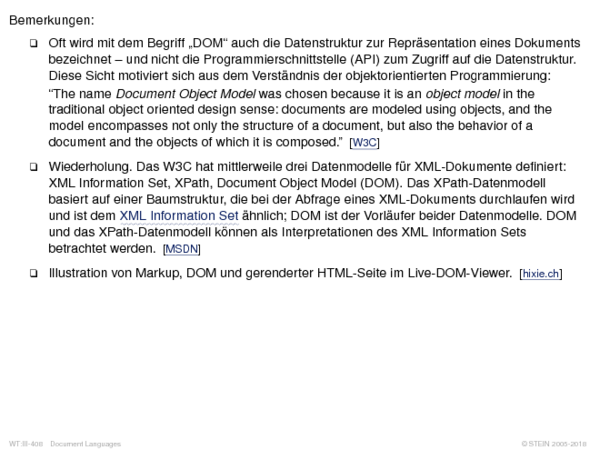 Bemerkungen:
❑ Oft wird mit dem Begriff „DOM“ auch die Datenstruktur zur Repräsentation eines Dokuments
bezeichnet – und nicht die Programmierschnittstelle (API) zum Zugriff auf die Datenstruktur.
Diese Sicht motiviert sich aus dem Verständnis der objektorientierten Programmierung:
“The name Document Object Model was chosen because it is an object model in the
traditional object oriented design sense: documents are modeled using objects, and the
model encompasses not only the structure of a document, but also the behavior of a
document and the objects of which it is composed.” [W3C]
❑ Wiederholung. Das W3C hat mittlerweile drei Datenmodelle für XML-Dokumente definiert:
XML Information Set, XPath, Document Object Model (DOM). Das XPath-Datenmodell
basiert auf einer Baumstruktur, die bei der Abfrage eines XML-Dokuments durchlaufen wird
und ist dem XML Information Set ähnlich; DOM ist der Vorläufer beider Datenmodelle. DOM
und das XPath-Datenmodell können als Interpretationen des XML Information Sets
betrachtet werden. [MSDN]
❑ Illustration von Markup, DOM und gerenderter HTML-Seite im Live-DOM-Viewer. [hixie.ch]
WT:III-408 Document Languages © STEIN 2005-2018